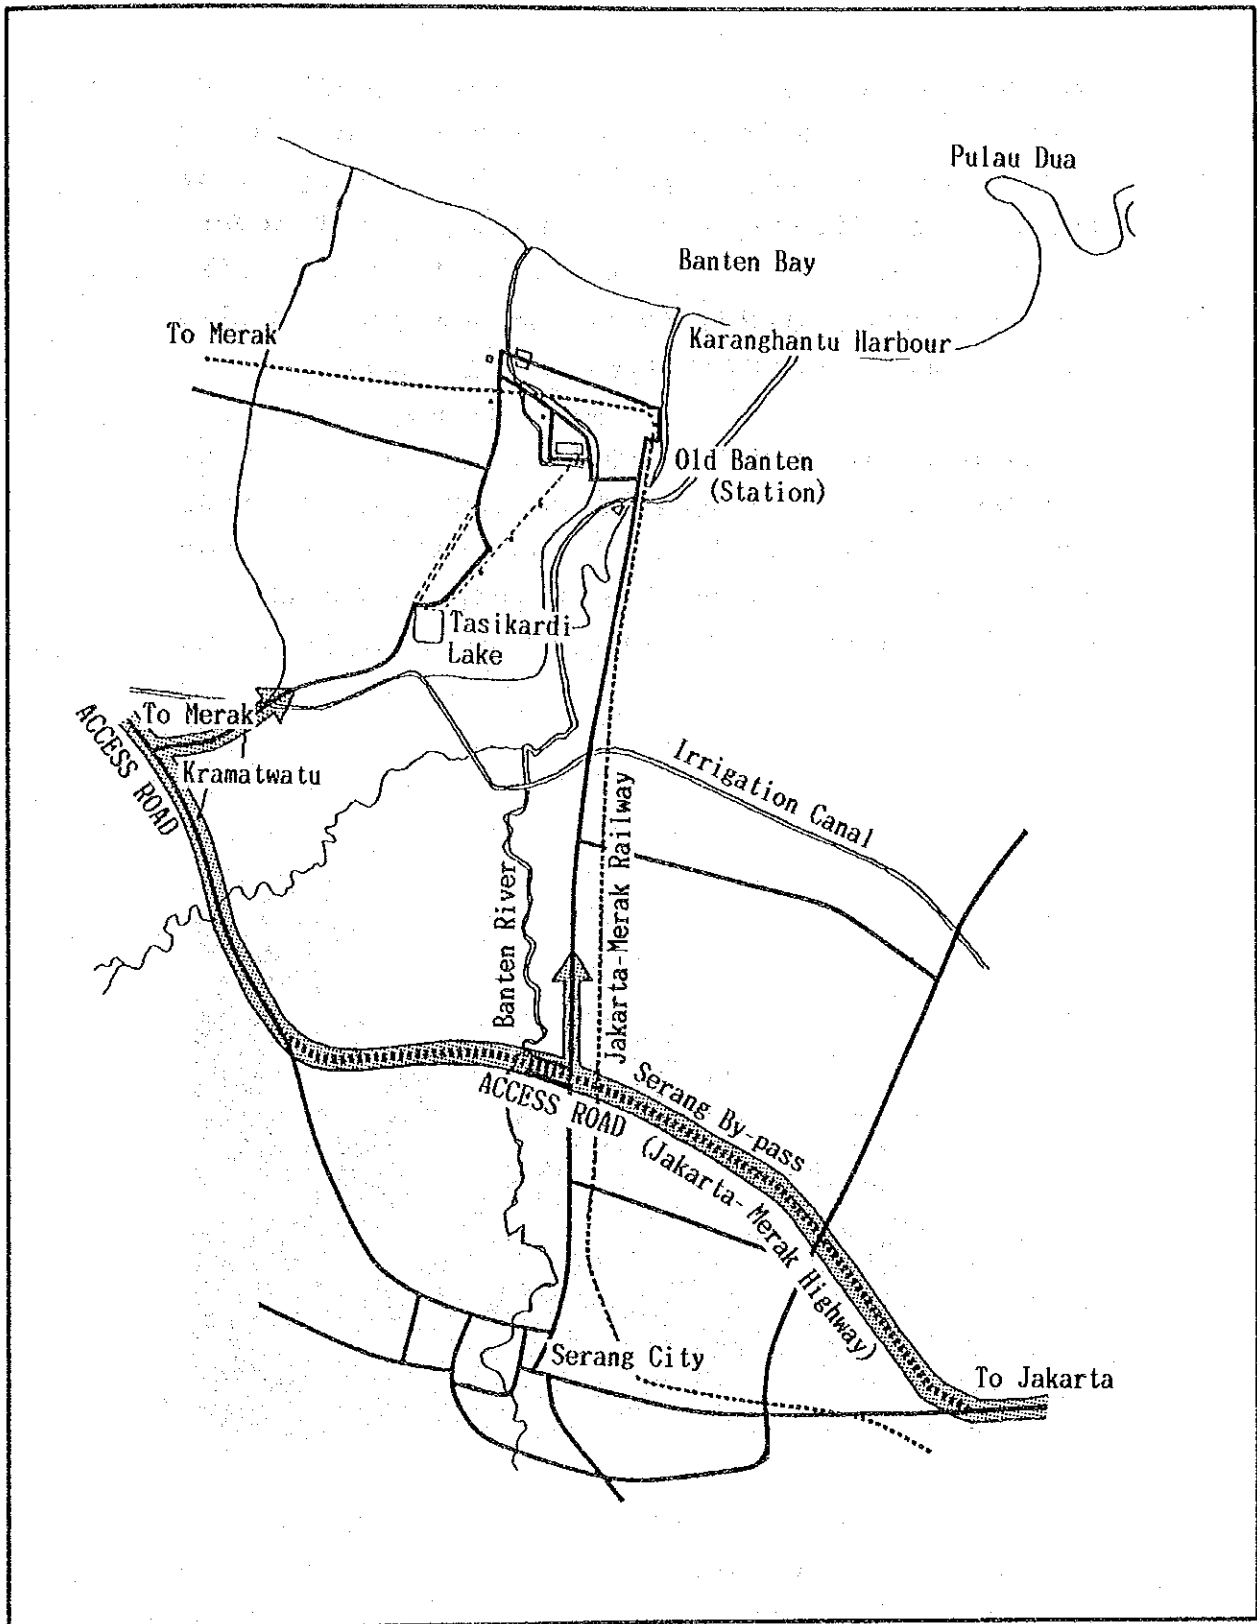 Pulau Dua
Banten Bay
To Merak
Karanghantu Harbour
Old Banten
(Station)
Tasikardi
Lake
To Merak
ACCESS ROAD
Kramatwatu
Irrigation Canal
Jakarta-Merak Railway
Banten River
Serang By-pass
ACCESS ROAD (Jakarta-Merak Highway)
Serang City
To Jakarta